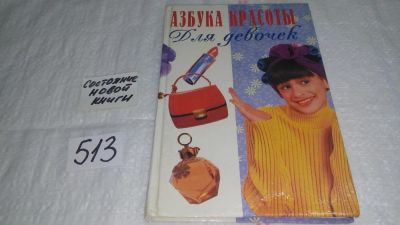 АЗБУКА КРАСОТЫ
Для девочек
СОСТОЯНИЕ
НОВОЙ
КНИГИ
513